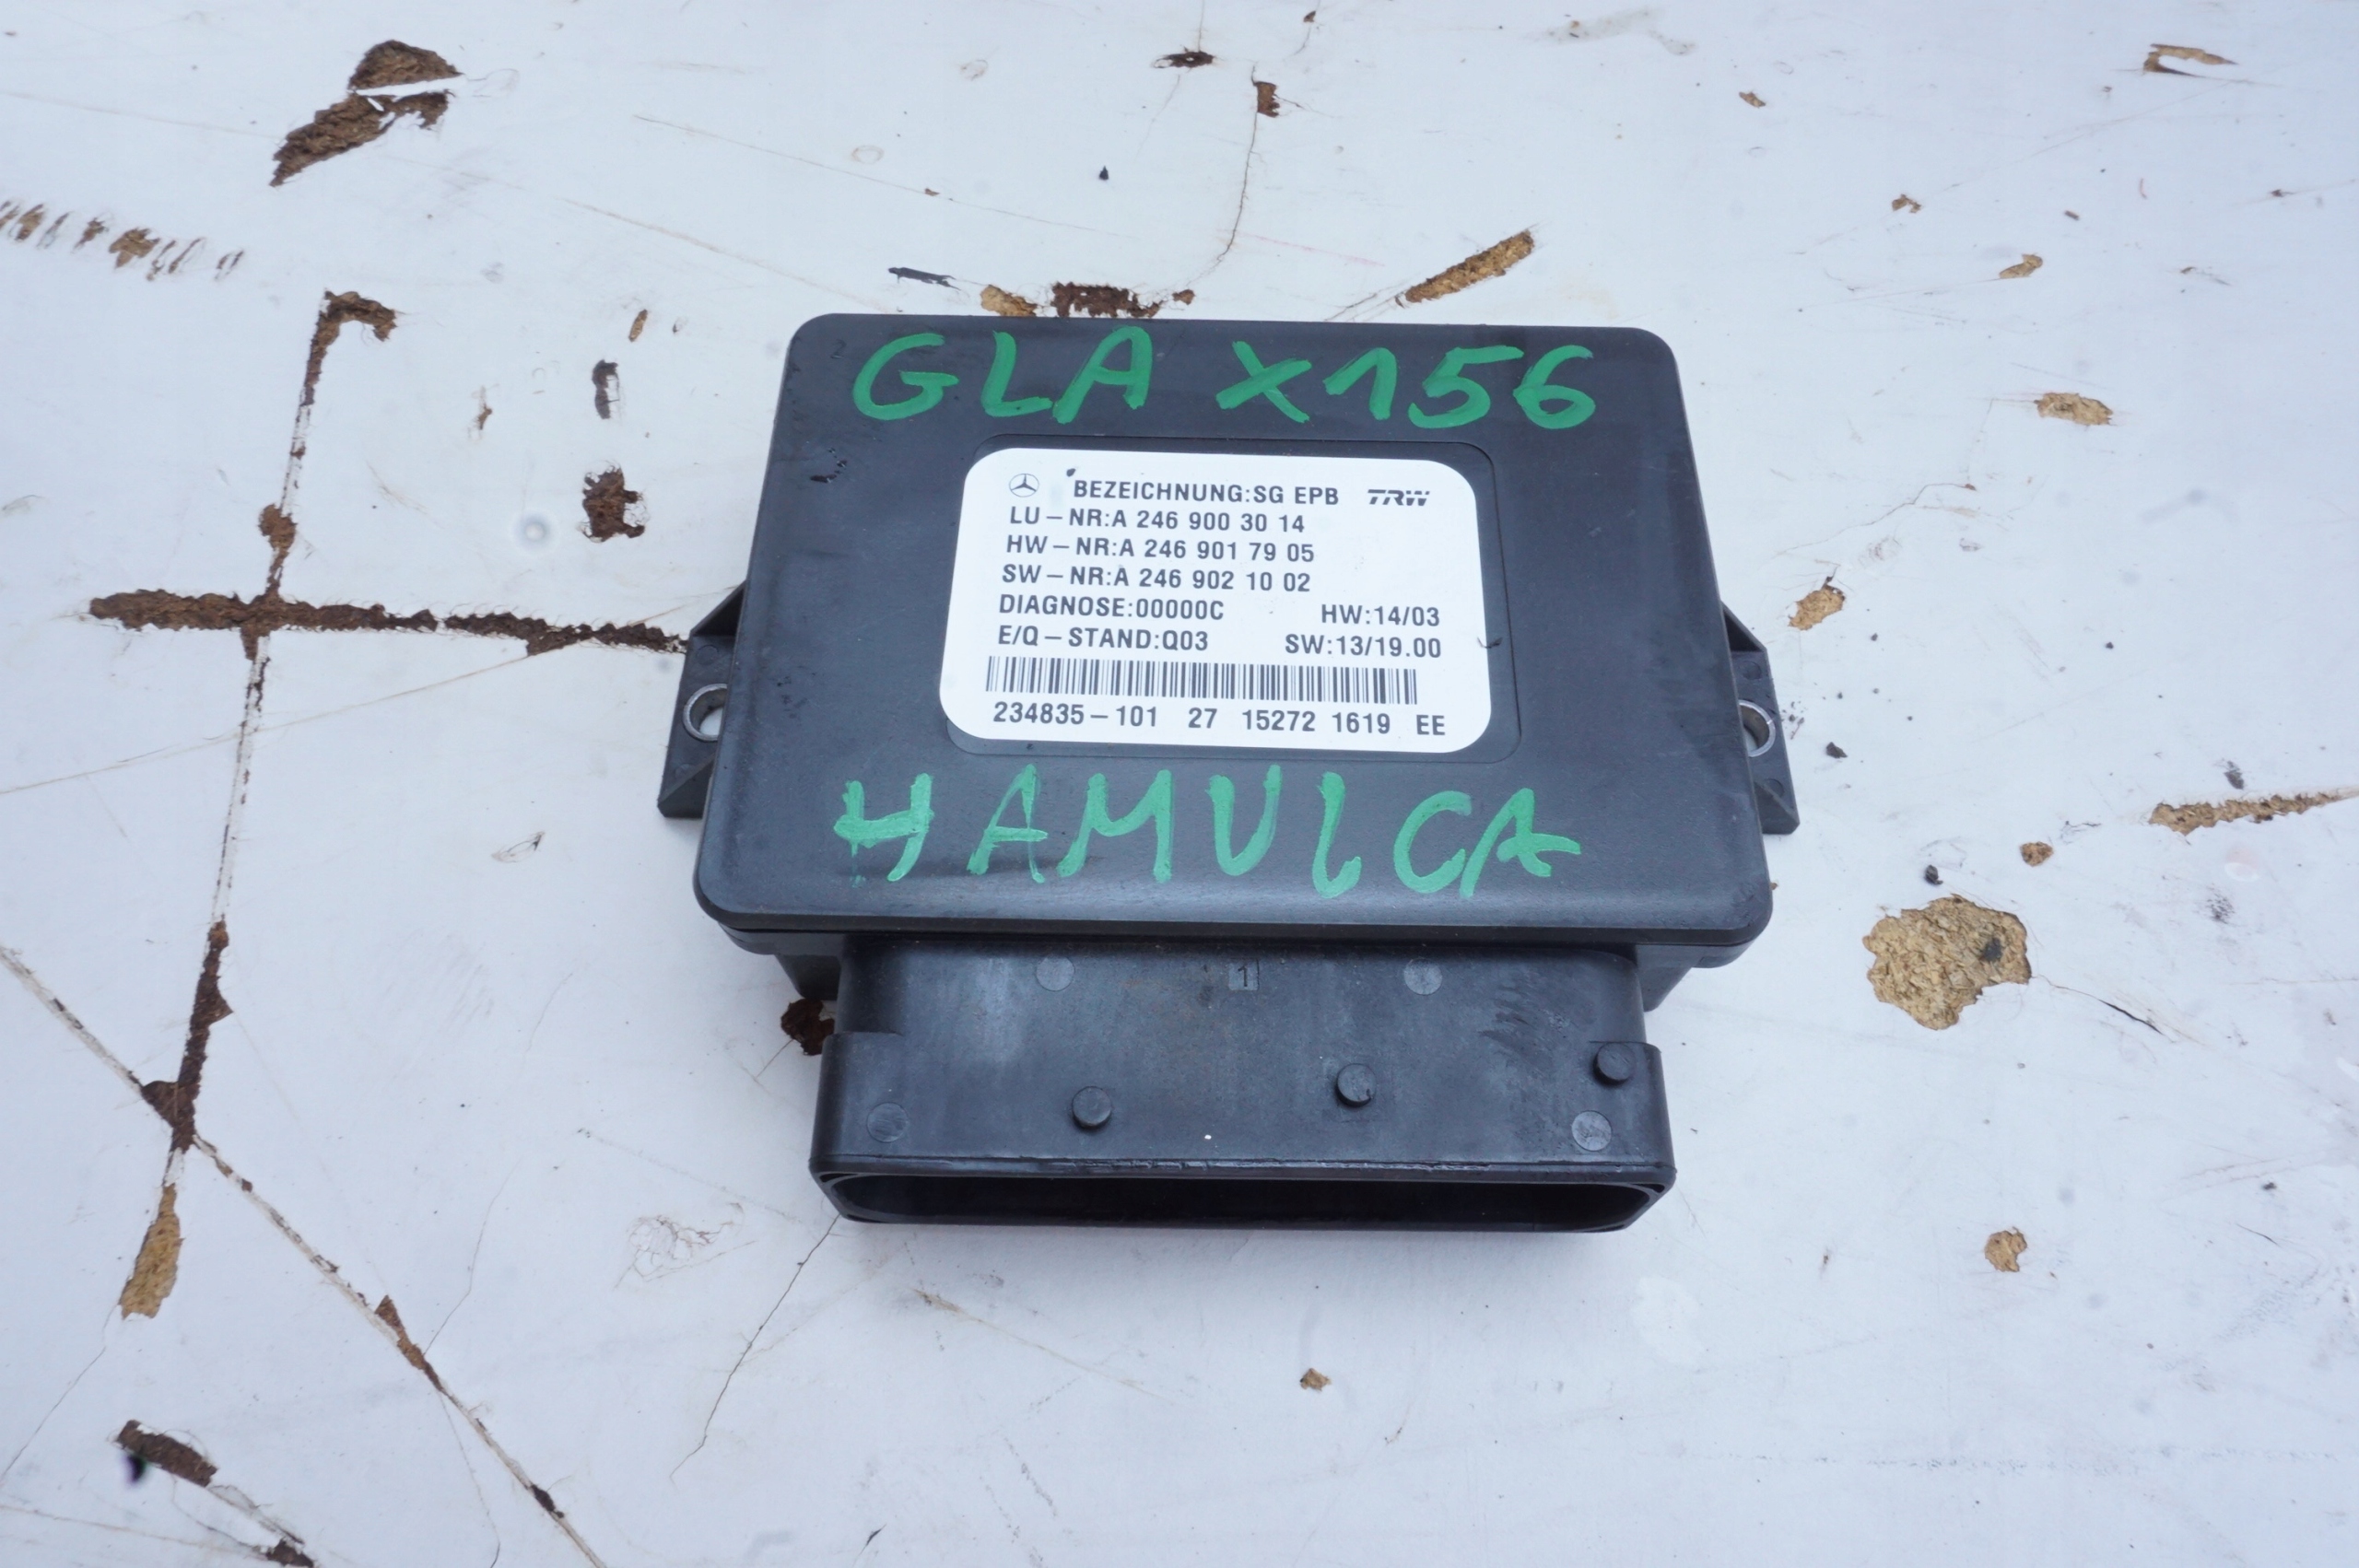 GLA X156
BEZEICHNUNG:SG EPB TRW
LU-NR:A 246 900 30 14
HW-NR:A 246 901 79 05
SW-NR:A 246 902 10 02
DIAGNOSE:00000C HW:14/03
E/Q-STAND:Q03 SW:13/19.00
234835-101 27 15272 1619 EE
HAMULCA
1